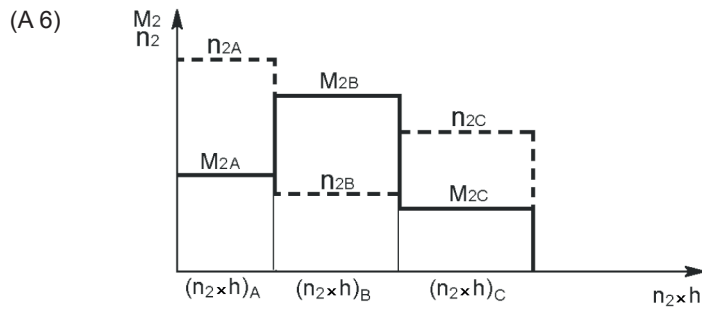 (A 6)
M2
n2
n2A
M2A
M2B
n2B
n2C
M2C
(n2×h)A (n2×h)B (n2×h)C n2×h